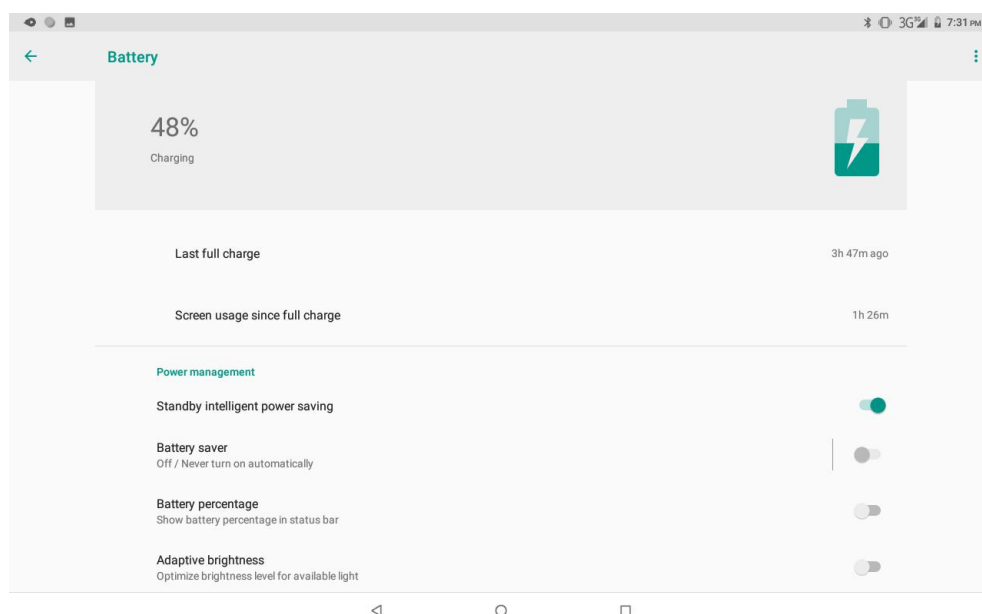 3G 3G 7:31 PM
Battery
48%
Charging
Last full charge
3h 47m ago
Screen usage since full charge
1h 26m
Power management
Standby intelligent power saving
Battery saver
Off / Never turn on automatically
Battery percentage
Show battery percentage in status bar
Adaptive brightness
Optimize brightness level for available light